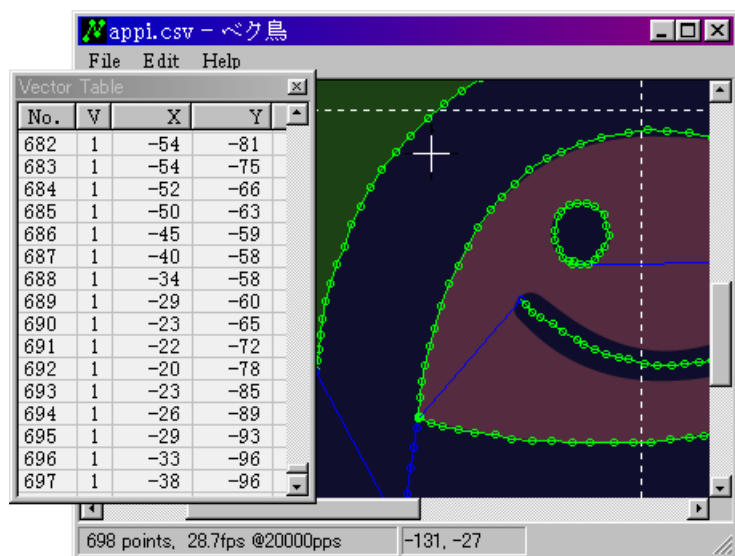 appi.csv - ベク鳥
File Edit Help
Vector Table
No. V X Y
682 1 -54 -81
683 1 -54 -75
684 1 -52 -66
685 1 -50 -63
686 1 -45 -59
687 1 -40 -58
688 1 -34 -58
689 1 -29 -60
690 1 -23 -65
691 1 -22 -72
692 1 -20 -78
693 1 -23 -85
694 1 -26 -89
695 1 -29 -93
696 1 -33 -96
697 1 -38 -96
698 points, 28.7fps @20000pps
-131, -27